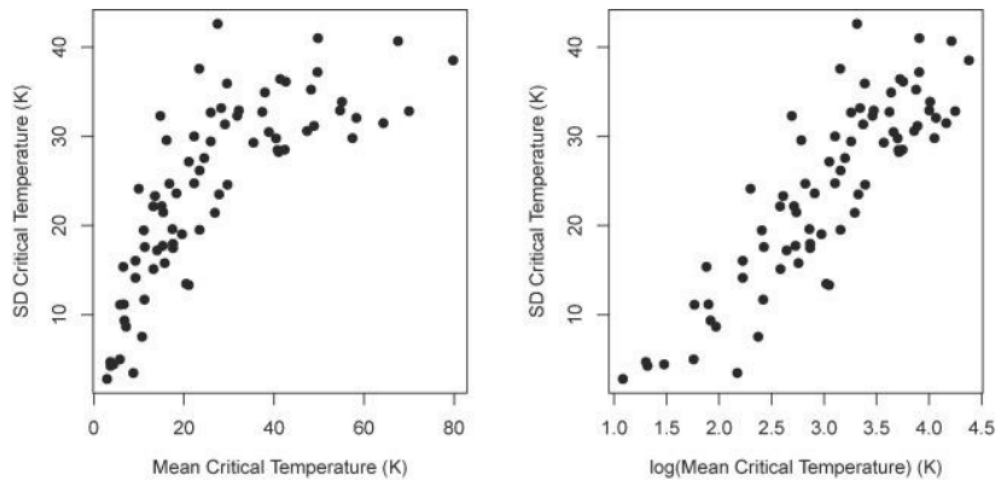 SD Critical Temperature (K)
40
30
20
10
0 20 40 60 80
Mean Critical Temperature (K)
SD Critical Temperature (K)
40
30
20
10
1.0 1.5 2.0 2.5 3.0 3.5 4.0 4.5
log(Mean Critical Temperature) (K)